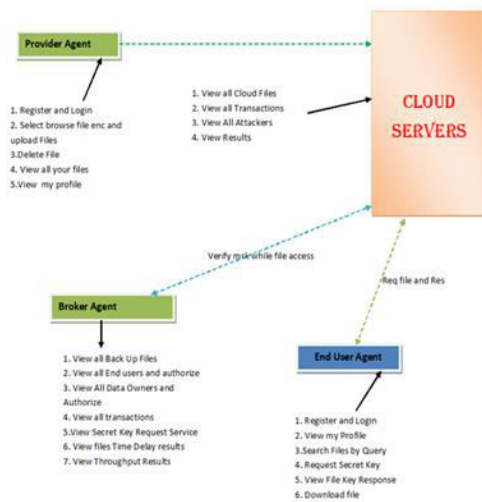 Provider Agent
1. Register and Login
2. Select browse file enc and
upload Files
3.Delete File
4. View all your files
5.View my profile
1. View all Cloud Files
2. View all Transactions
3. View All Attackers
4. View Results
CLOUD
SERVERS
Verify msk while file access
Req file and Res
Broker Agent
1. View all Back Up Files
2. View all End users and authorize
3. View All Data Owners and
Authorize
4. View all transactions
5.View Secret Key Request Service
6. View files Time Delay results
7. View Throughput Results
End User Agent
1. Register and Login
2. View my Profile
3.Search Files by Query
4. Request Secret Key
5. View File Key Response
6. Download file